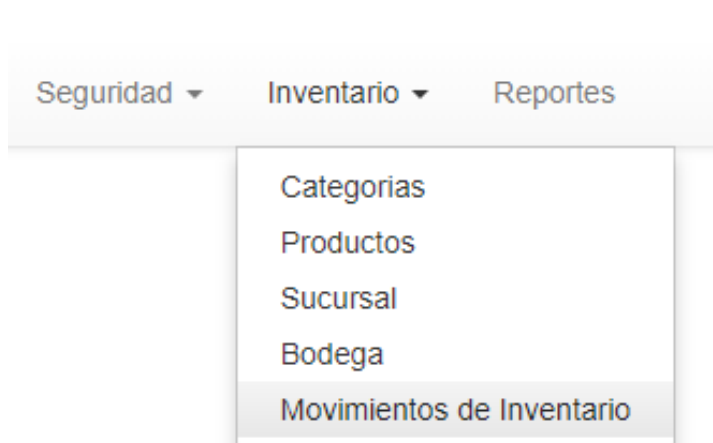 Seguridad Inventario Reportes
Categorias
Productos
Sucursal
Bodega
Movimientos de Inventario